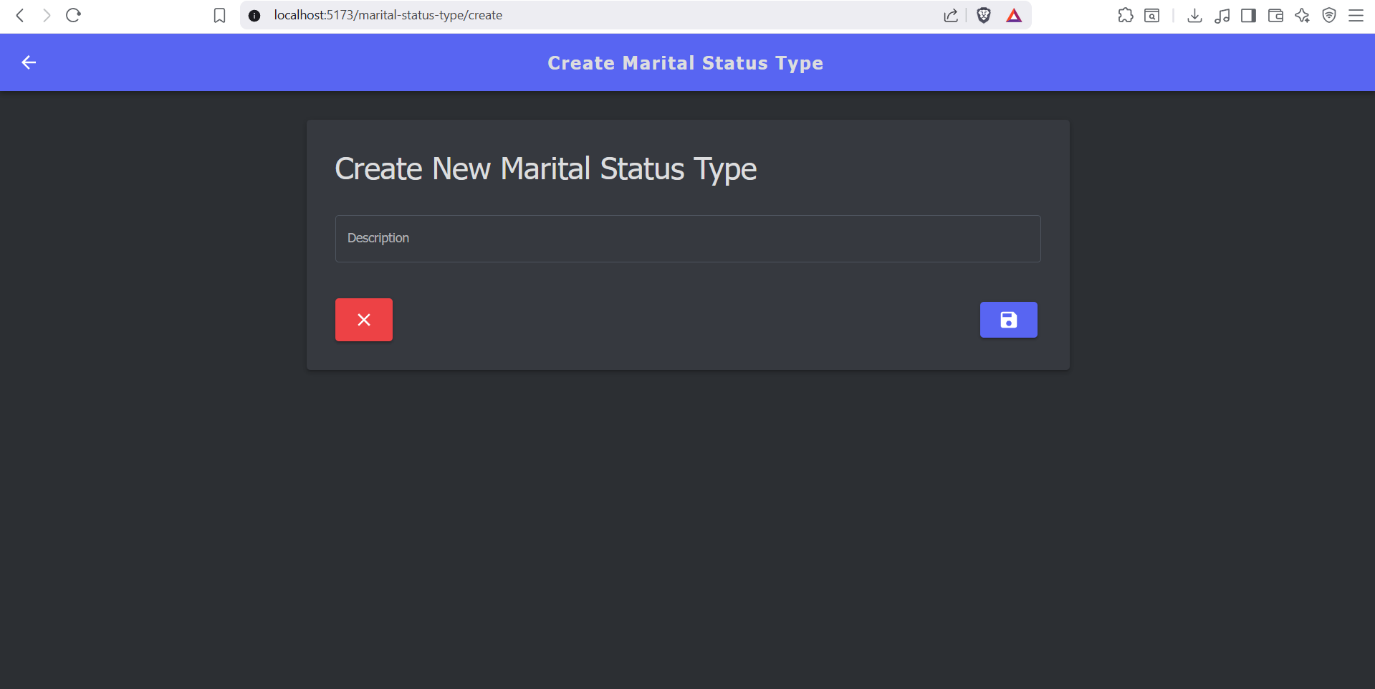 localhost:5173/marital-status-type/create
Create Marital Status Type
Create New Marital Status Type
Description